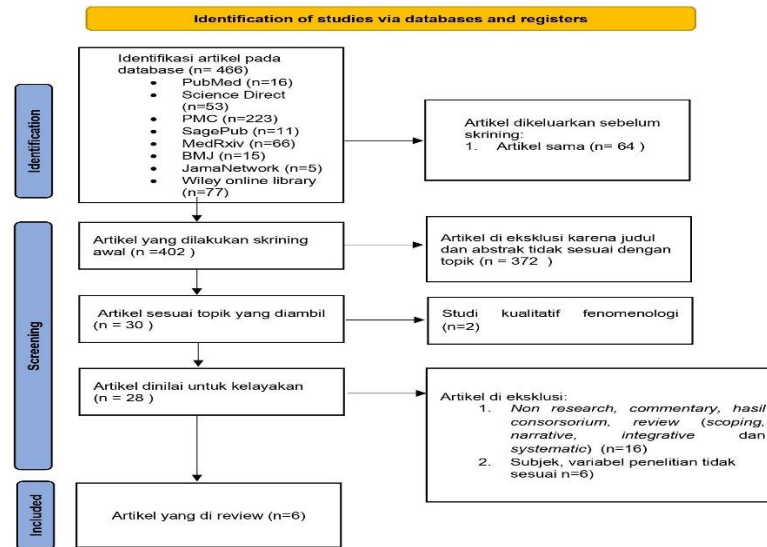 Identification of studies via databases and registers
Identification
Identifikasi artikel pada
database (n= 466)
• PubMed (n=16)
• Science Direct
(n=53)
• PMC (n=223)
• SagePub (n=11)
• MedRxiv (n=66)
• BMJ (n=15)
• JamaNetwork (n=5)
• Wiley online library
(n=77)
Artikel dikeluarkan sebelum
skrining:
1. Artikel sama (n= 64 )
Screening
Artikel yang dilakukan skrining
awal (n =402 )
Artikel di eksklusi karena judul
dan abstrak tidak sesuai dengan
topik (n = 372 )
Artikel sesuai topik yang diambil
(n = 30 )
Studi kualitatif fenomenologi
(n=2)
Artikel dinilai untuk kelayakan
(n = 28 )
Artikel di eksklusi:
1. Non research, commentary, hasil
consorsorium, review (scoping,
narrative, integrative dan
systematic) (n=16)
2. Subjek, variabel penelitian tidak
sesuai n=6)
Included
Artikel yang di review (n=6)